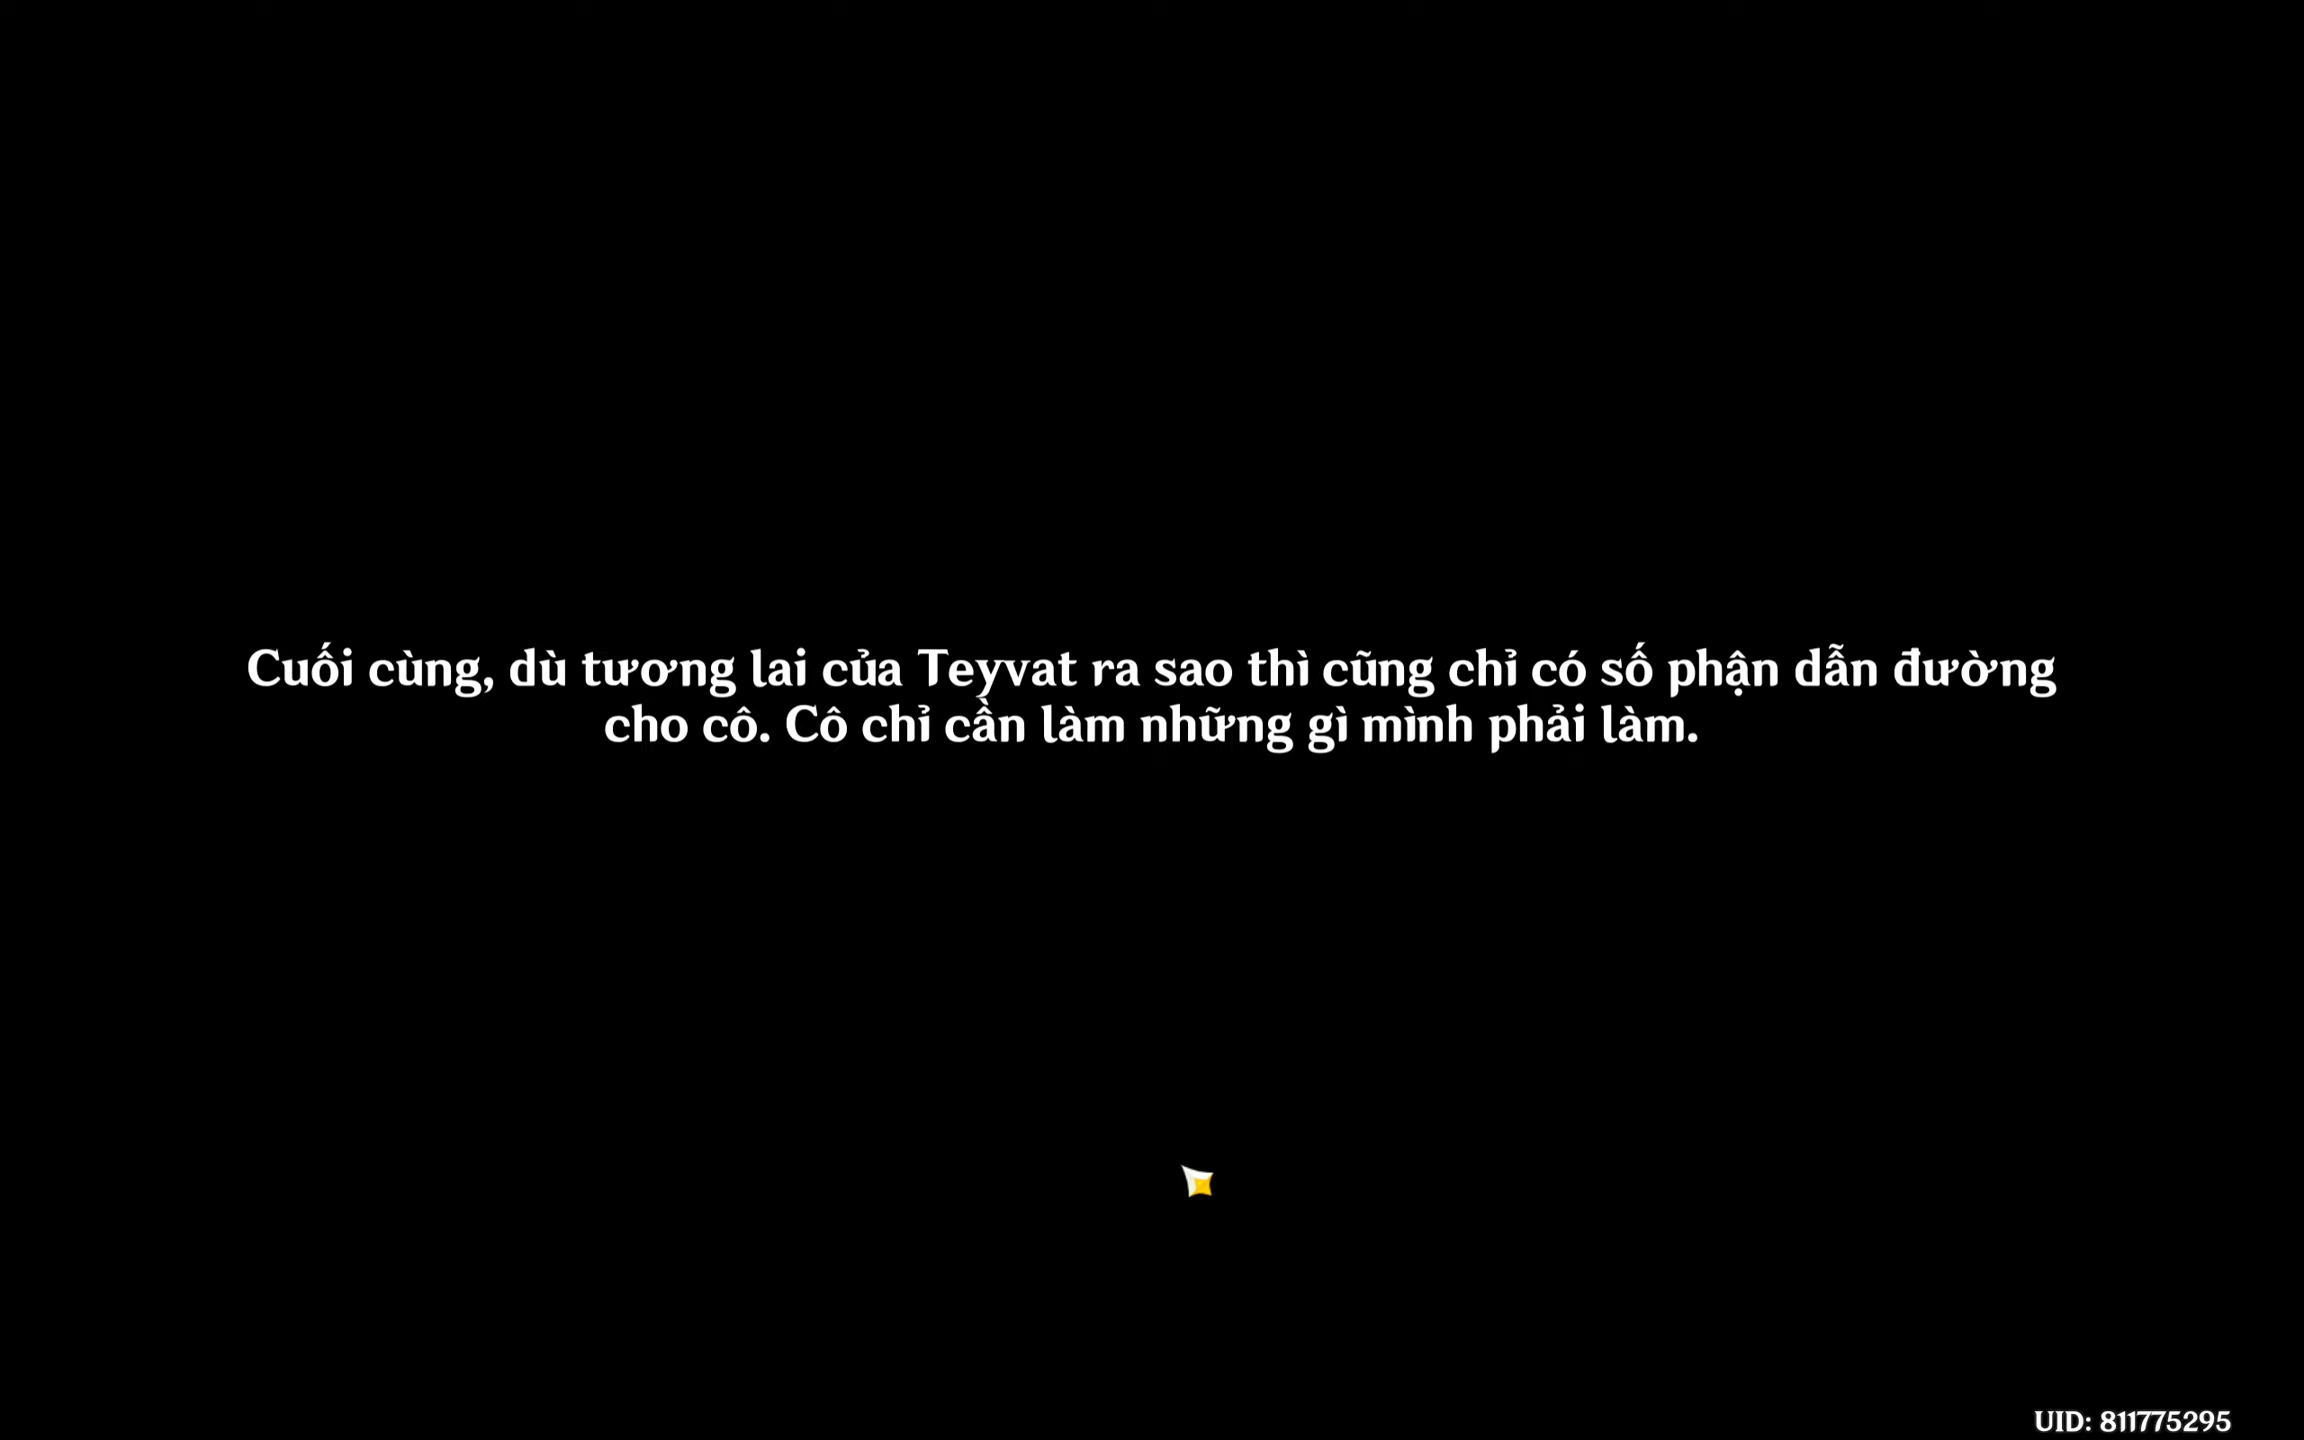 Cuối cùng, dù tương lai của Teyvat ra sao thì cũng chỉ có số phận dẫn đường
cho cô. Cô chỉ cần làm những gì mình phải làm.
UID: 811775295